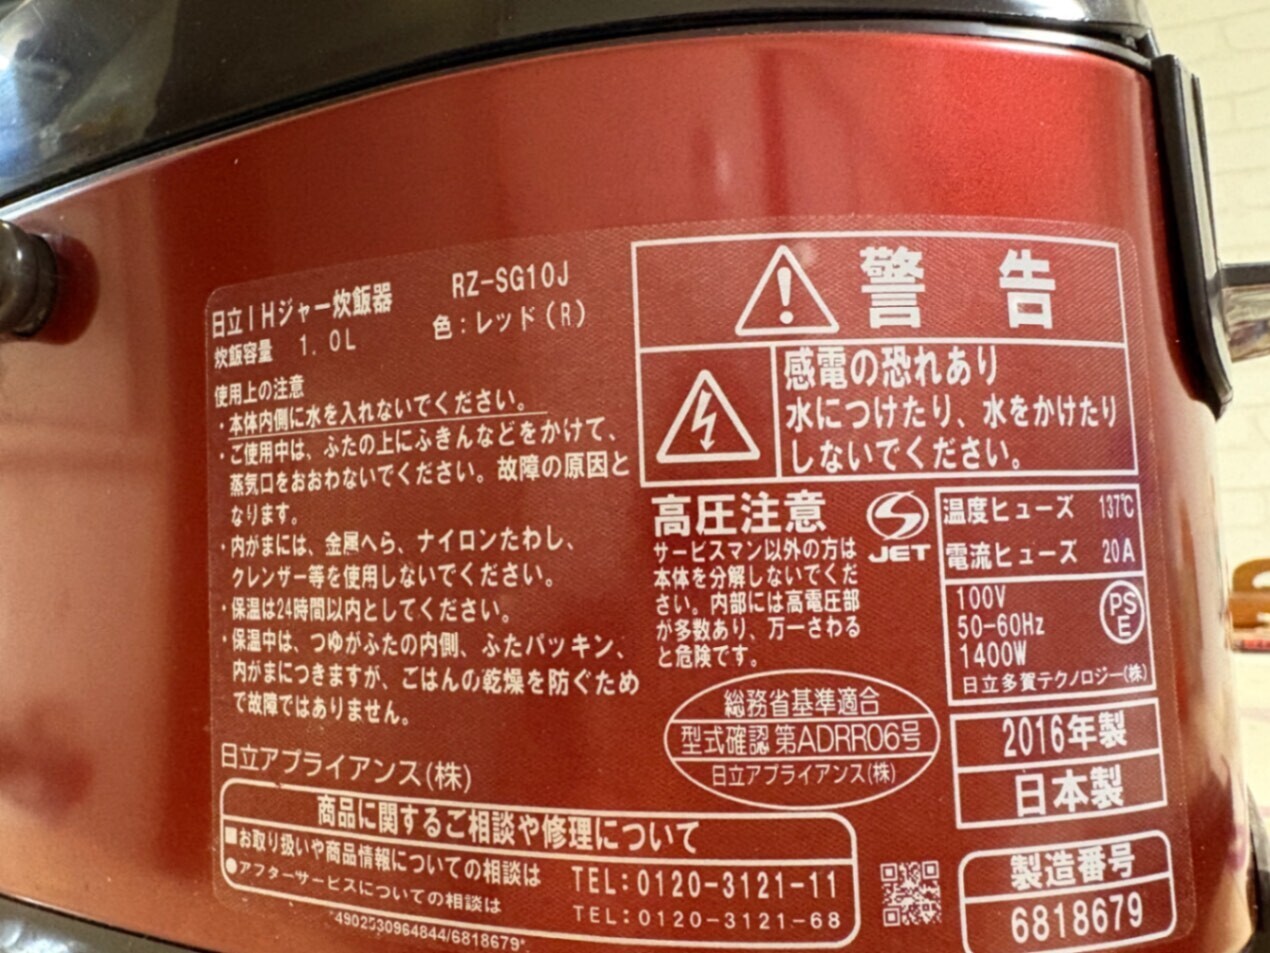 日立IHジャー炊飯器 RZ-SG10J
炊飯容量 1.0L 色：レッド（R）
使用上の注意
・本体内側に水を入れないでください。
・ご使用中は、ふたの上にふきんなどをかけて、
蒸気口をおおわないでください。故障の原因と
なります。
・内がまには、金属へら、ナイロンたわし、
クレンザー等を使用しないでください。
・保温は24時間以内としてください。
・保温中は、つゆがふたの内側、ふたパッキン、
内がまにつきますが、ごはんの乾燥を防ぐため
で故障ではありません。
日立アプライアンス(株)
警告
感電の恐れあり
水につけたり、水をかけたり
しないでください。
高圧注意
サービスマン以外の方は
本体を分解しないでくだ
さい。内部には高電圧部
が多数あり、万一さわる
と危険です。
JET
温度ヒューズ 137℃
電流ヒューズ 20A
100V
50-60Hz
1400W
PS
E
日立多賀テクノロジー(株)
総務省基準適合
型式確認 第ADRR06号
日立アプライアンス(株)
2016年製
日本製
商品に関するご相談や修理について
■お取り扱いや商品情報についての相談は TEL:0120-3121-11
●アフターサービスについての相談は TEL:0120-3121-68
*4902530964844/6818679*
製造番号
6818679